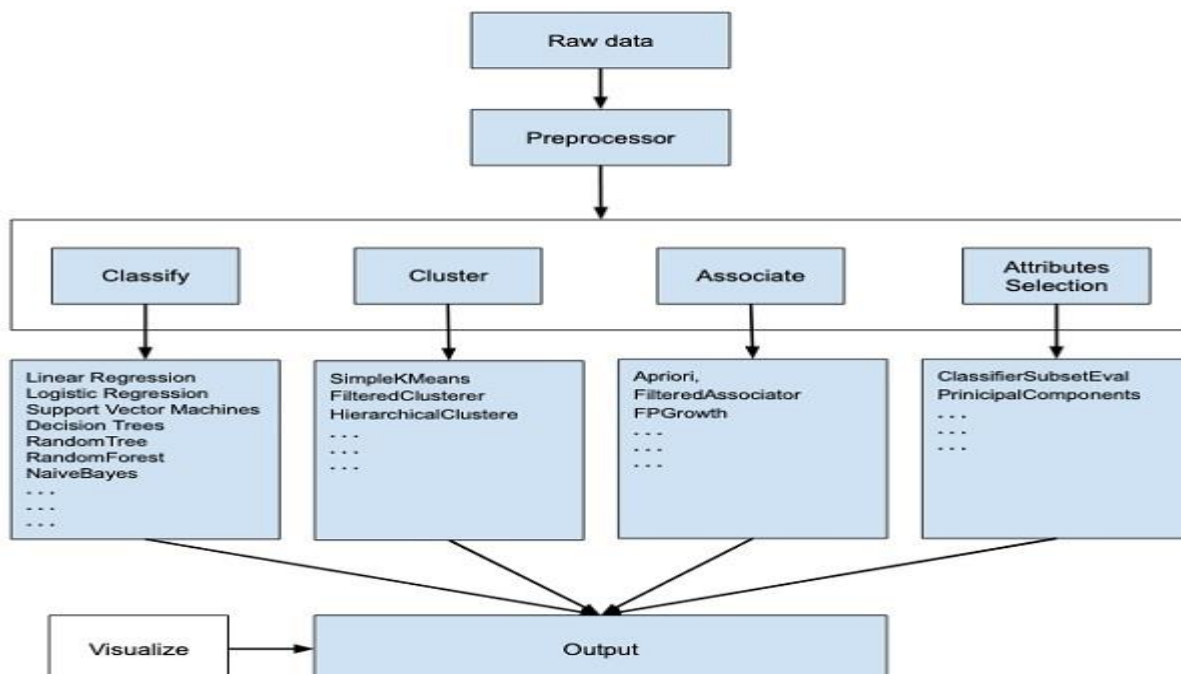 Raw data
Preprocessor
Classify
Cluster
Associate
Attributes
Selection
Linear Regression
Logistic Regression
Support Vector Machines
Decision Trees
RandomTree
RandomForest
NaiveBayes
. . .
. . .
. . .
SimpleKMeans
FilteredClusterer
HierarchicalClustere
. . .
. . .
. . .
Apriori,
FilteredAssociator
FPGrowth
. . .
. . .
. . .
ClassifierSubsetEval
PrinicipalComponents
. . .
. . .
. . .
Visualize
Output